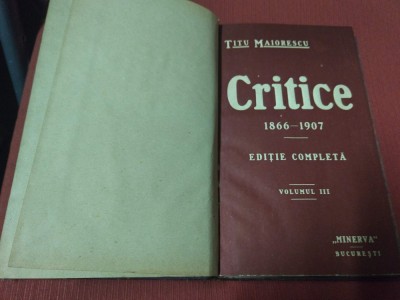 TITU MAIORESCU
Critice
1866—1907
EDIȚIE COMPLETĂ
VOLUMUL III
„MINERVA“
BUCUREȘTI